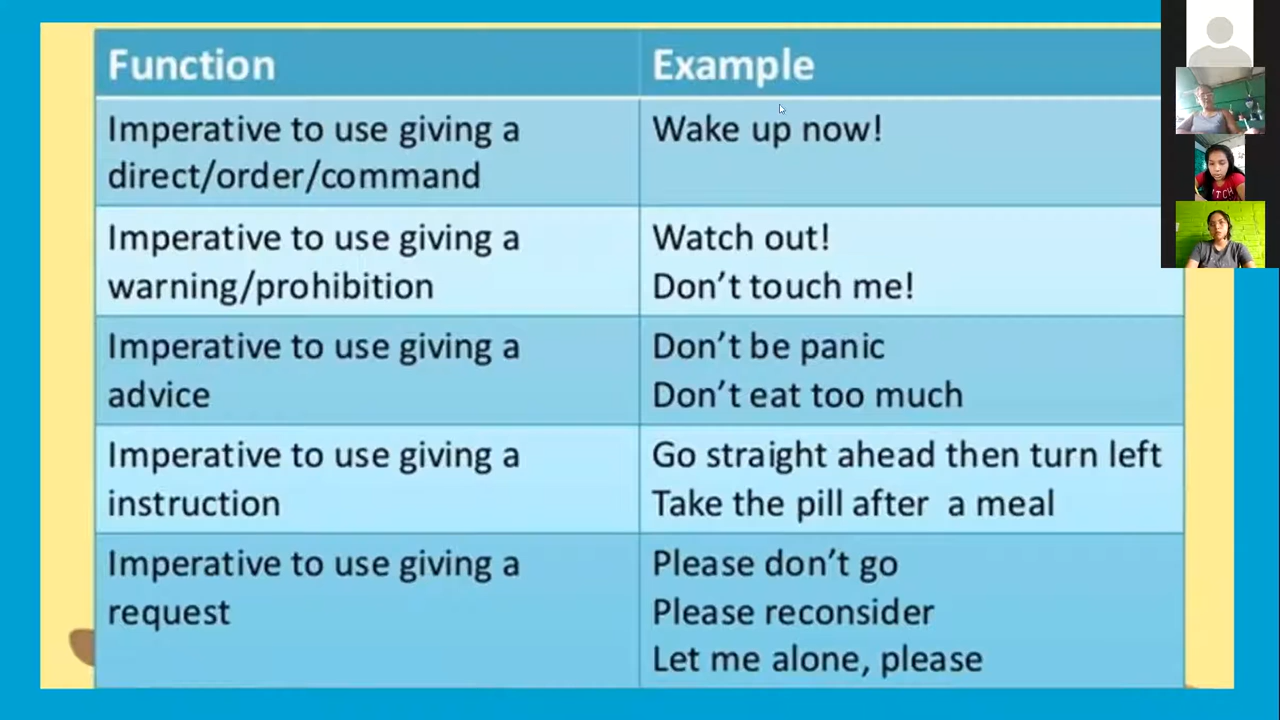 Function
Example
Imperative to use giving a
direct/order/command
Wake up now!
Imperative to use giving a
warning/prohibition
Watch out!
Don’t touch me!
Imperative to use giving a
advice
Don’t be panic
Don’t eat too much
Imperative to use giving a
instruction
Go straight ahead then turn left
Take the pill after a meal
Imperative to use giving a
request
Please don’t go
Please reconsider
Let me alone, please